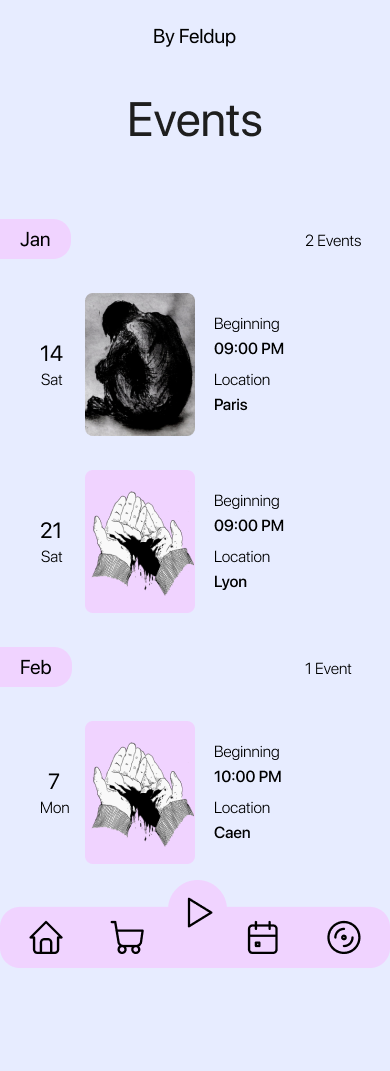 By Feldup
Events
Jan
2 Events
14
Sat
Beginning
09:00 PM
Location
Paris
21
Sat
Beginning
09:00 PM
Location
Lyon
Feb
1 Event
7
Mon
Beginning
10:00 PM
Location
Caen